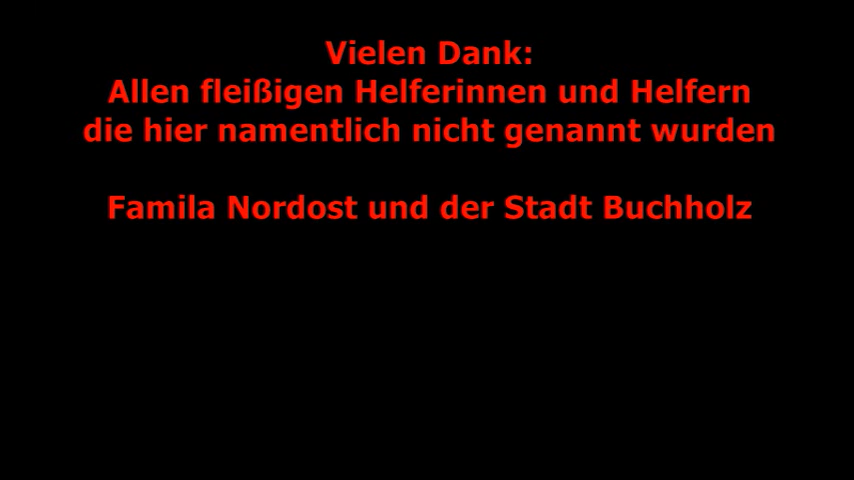 Vielen Dank:
Allen fleißigen Helferinnen und Helfern
die hier namentlich nicht genannt wurden
Famila Nordost und der Stadt Buchholz